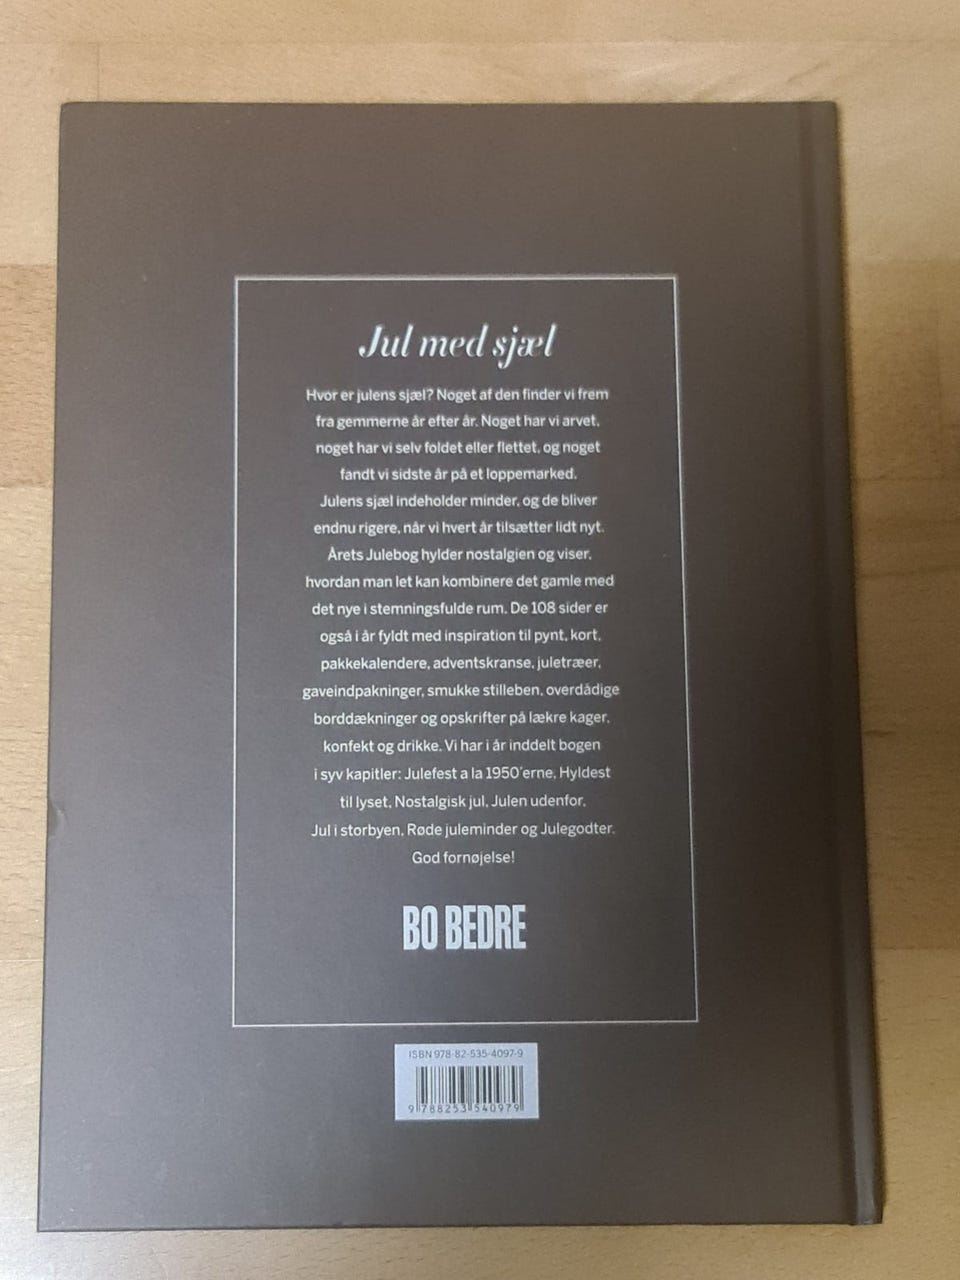 Jul med sjæl
Hvor er julens sjæl? Noget af den finder vi frem
fra gemmerne år efter år. Noget har vi arvet,
noget har vi selv foldet eller flettet, og noget
fandt vi sidste år på et loppemarked.
Julens sjæl indeholder minder, og de bliver
endnu rigere, når vi hvert år tilsætter lidt nyt.
Årets Julebog hylder nostalgien og viser,
hvordan man let kan kombinere det gamle med
det nye i stemningsfulde rum. De 108 sider er
også i år fyldt med inspiration til pynt, kort,
pakkekalendere, adventskranse, juletræer,
gaveindpakninger, smukke stilleben, overdådige
borddækninger og opskrifter på lækre kager,
konfekt og drikke. Vi har i år inddelt bogen
i syv kapitler: Julefest a la 1950'erne, Hyldest
til lyset, Nostalgisk jul, Julen udenfor,
Jul i storbyen, Røde juleminder og Julegodter.
God fornøjelse!
BO BEDRE
ISBN 978-82-535-4097-9
9 788253 540979